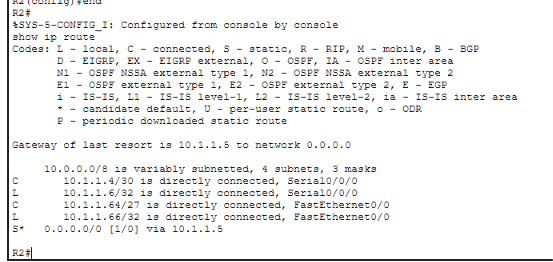 R2(config)#end
R2#
%SYS-5-CONFIG_I: Configured from console by console
show ip route
Codes: L - local, C - connected, S - static, R - RIP, M - mobile, B - BGP
D - EIGRP, EX - EIGRP external, O - OSPF, IA - OSPF inter area
N1 - OSPF NSSA external type 1, N2 - OSPF NSSA external type 2
E1 - OSPF external type 1, E2 - OSPF external type 2, E - EGP
i - IS-IS, L1 - IS-IS level-1, L2 - IS-IS level-2, ia - IS-IS inter area
* - candidate default, U - per-user static route, o - ODR
P - periodic downloaded static route
Gateway of last resort is 10.1.1.5 to network 0.0.0.0
10.0.0.0/8 is variably subnetted, 4 subnets, 3 masks
C 10.1.1.4/30 is directly connected, Serial0/0/0
L 10.1.1.6/32 is directly connected, Serial0/0/0
C 10.1.1.64/27 is directly connected, FastEthernet0/0
L 10.1.1.66/32 is directly connected, FastEthernet0/0
S* 0.0.0.0/0 [1/0] via 10.1.1.5
R2#